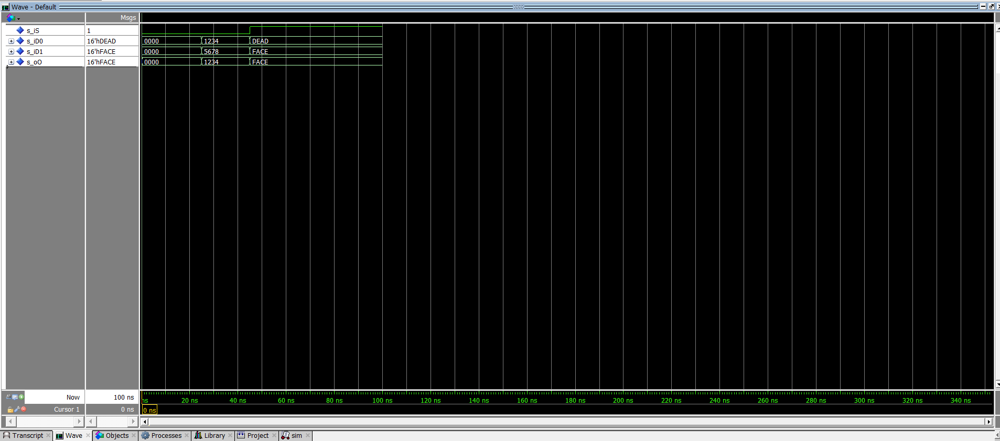 Wave - Default
Msgs
s_iS 1
s_iD0 16'hDEAD 0000 1234 DEAD
s_iD1 16'hFACE 0000 5678 FACE
s_oO 16'hFACE 0000 1234 FACE
Now 100 ns ns 20 ns 40 ns 60 ns 80 ns 100 ns 120 ns 140 ns 160 ns 180 ns 200 ns 220 ns 240 ns 260 ns 280 ns 300 ns 320 ns 340 ns
Cursor 1 0 ns 0 ns
Transcript Wave Objects Processes Library Project sim